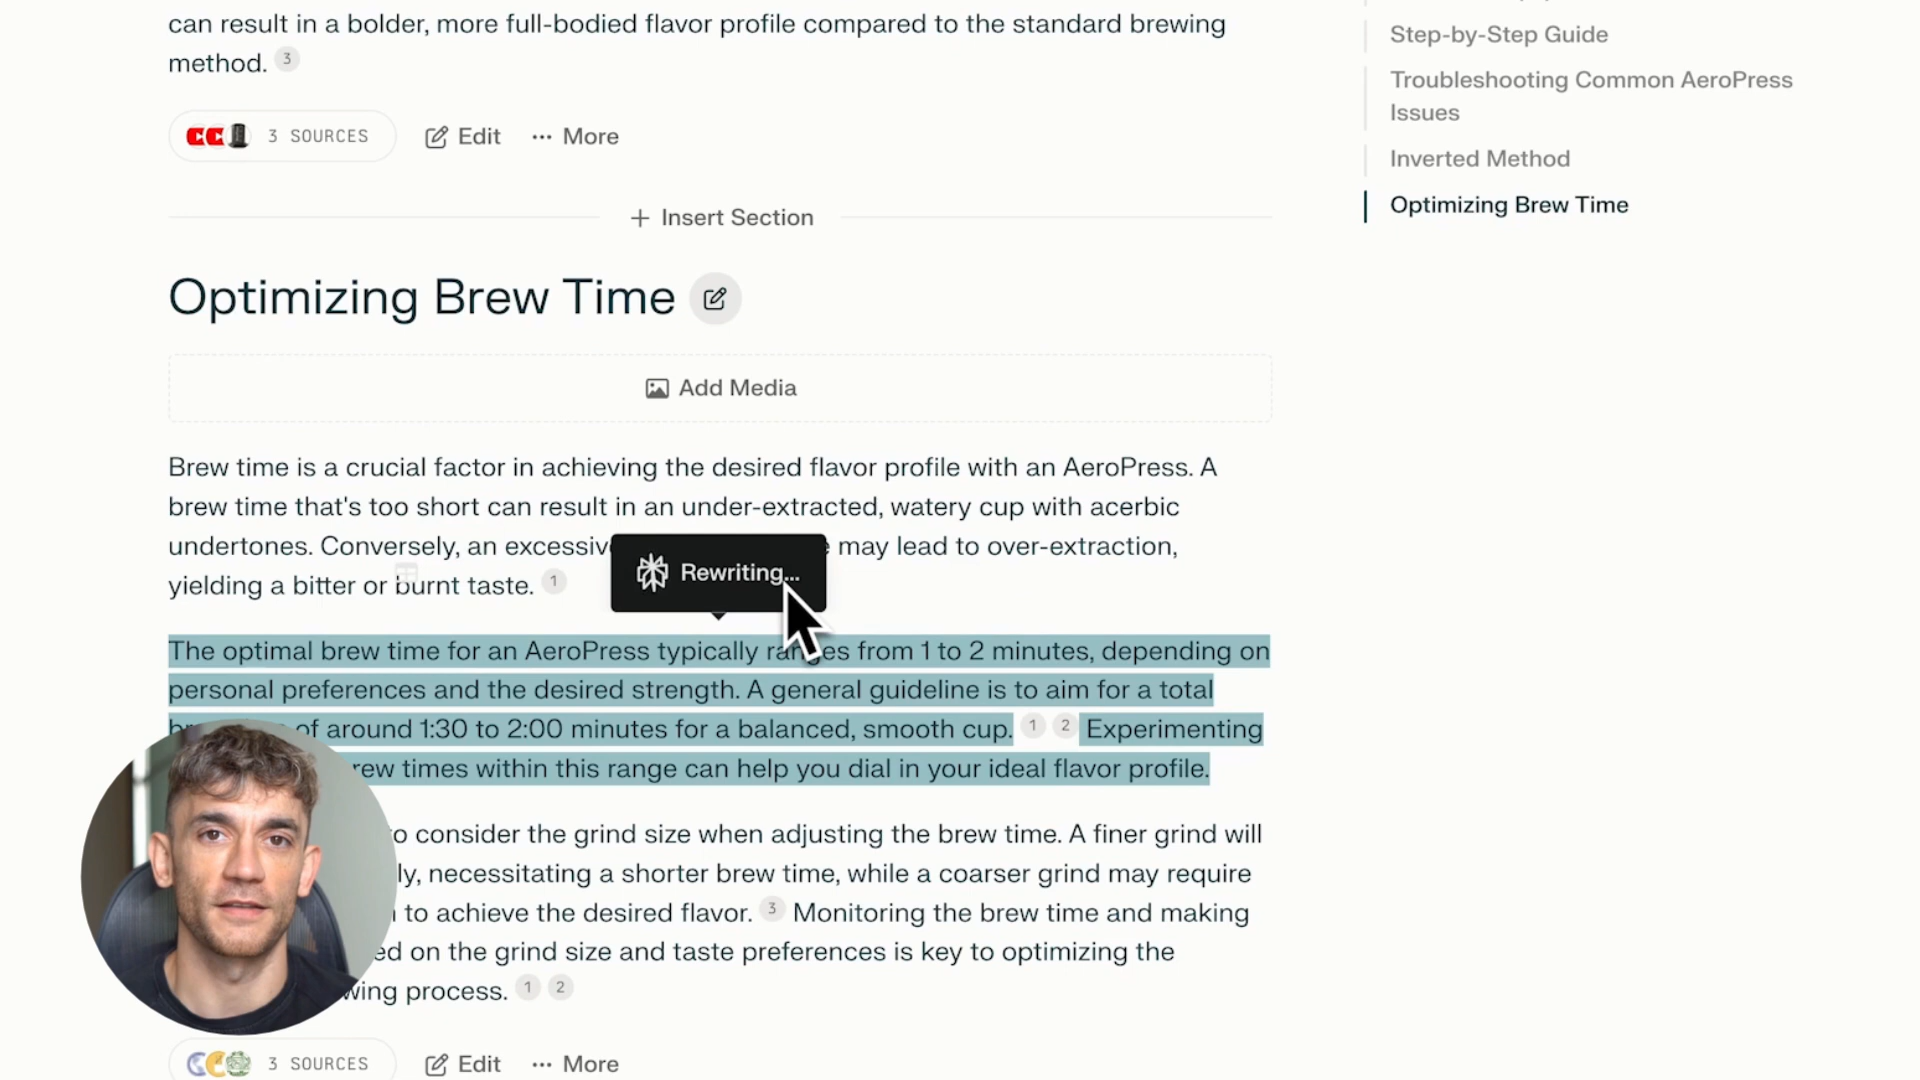 can result in a bolder, more full-bodied flavor profile compared to the standard brewing
method. 3
3 SOURCES Edit ... More
+ Insert Section
Optimizing Brew Time
Add Media
Brew time is a crucial factor in achieving the desired flavor profile with an AeroPress. A
brew time that's too short can result in an under-extracted, watery cup with acerbic
undertones. Conversely, an may lead to over-extraction,
yielding a bitter or burnt taste. 1
Rewriting...
The optimal brew time for an AeroPress typically ranges from 1 to 2 minutes, depending on
personal preferences and the desired strength. A general guideline is to aim for a total
of around 1:30 to 2:00 minutes for a balanced, smooth cup. 1 2 Experimenting
times within this range can help you dial in your ideal flavor profile.
consider the grind size when adjusting the brew time. A finer grind will
necessitating a shorter brew time, while a coarser grind may require
to achieve the desired flavor. 3 Monitoring the brew time and making
on the grind size and taste preferences is key to optimizing the
process. 1 2
3 SOURCES Edit ... More
Step-by-Step Guide
Troubleshooting Common AeroPress
Issues
Inverted Method
Optimizing Brew Time